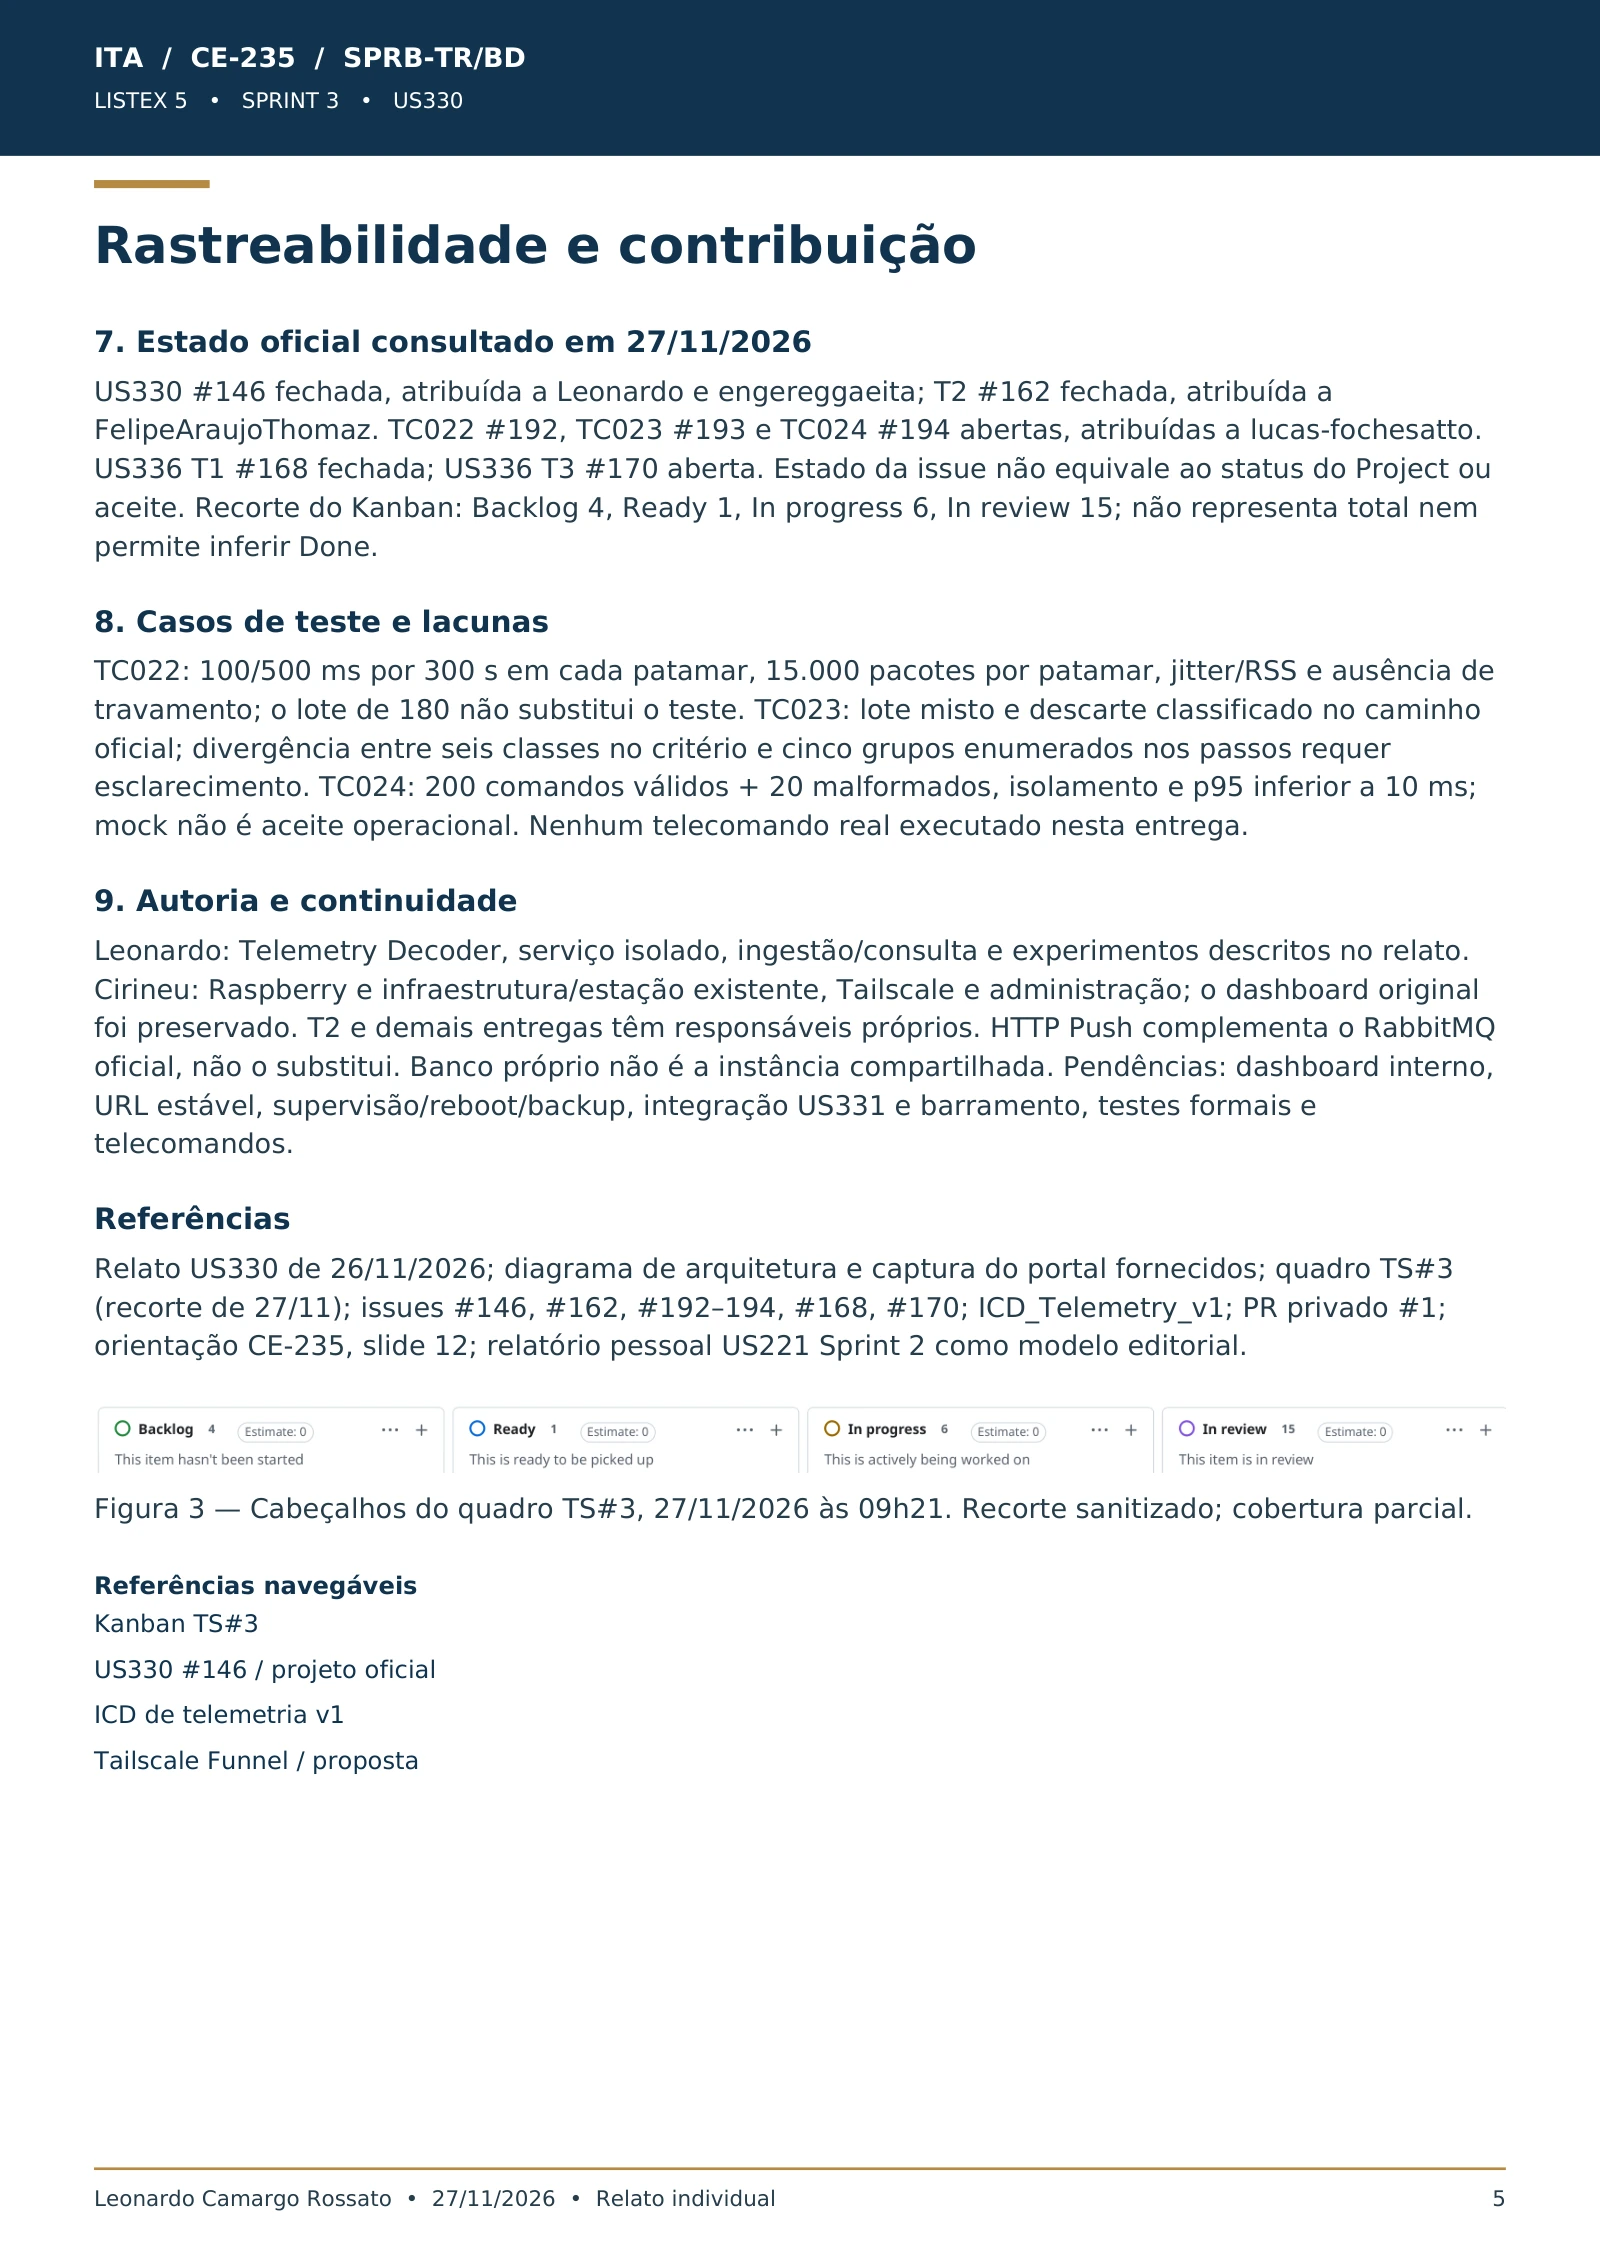 ITA / CE-235 / SPRB-TR/BD
LISTEX 5 • SPRINT 3 • US330
Rastreabilidade e contribuição
7. Estado oficial consultado em 27/11/2026
US330 #146 fechada, atribuída a Leonardo e engereggaeita; T2 #162 fechada, atribuída a
FelipeAraujoThomaz. TC022 #192, TC023 #193 e TC024 #194 abertas, atribuídas a lucas-fochesatto.
US336 T1 #168 fechada; US336 T3 #170 aberta. Estado da issue não equivale ao status do Project ou
aceite. Recorte do Kanban: Backlog 4, Ready 1, In progress 6, In review 15; não representa total nem
permite inferir Done.
8. Casos de teste e lacunas
TC022: 100/500 ms por 300 s em cada patamar, 15.000 pacotes por patamar, jitter/RSS e ausência de
travamento; o lote de 180 não substitui o teste. TC023: lote misto e descarte classificado no caminho
oficial; divergência entre seis classes no critério e cinco grupos enumerados nos passos requer
esclarecimento. TC024: 200 comandos válidos + 20 malformados, isolamento e p95 inferior a 10 ms;
mock não é aceite operacional. Nenhum telecomando real executado nesta entrega.
9. Autoria e continuidade
Leonardo: Telemetry Decoder, serviço isolado, ingestão/consulta e experimentos descritos no relato.
Cirineu: Raspberry e infraestrutura/estação existente, Tailscale e administração; o dashboard original
foi preservado. T2 e demais entregas têm responsáveis próprios. HTTP Push complementa o RabbitMQ
oficial, não o substitui. Banco próprio não é a instância compartilhada. Pendências: dashboard interno,
URL estável, supervisão/reboot/backup, integração US331 e barramento, testes formais e
telecomandos.
Referências
Relato US330 de 26/11/2026; diagrama de arquitetura e captura do portal fornecidos; quadro TS#3
(recorte de 27/11); issues #146, #162, #192–194, #168, #170; ICD_Telemetry_v1; PR privado #1;
orientação CE-235, slide 12; relatório pessoal US221 Sprint 2 como modelo editorial.
Backlog 4 Estimate: 0 ··· + Ready 1 Estimate: 0 ··· + In progress 6 Estimate: 0 ··· + In review 15 Estimate: 0 ··· +
This item hasn't been started This is ready to be picked up This is actively being worked on This item is in review
Figura 3 — Cabeçalhos do quadro TS#3, 27/11/2026 às 09h21. Recorte sanitizado; cobertura parcial.
Referências navegáveis
Kanban TS#3
US330 #146 / projeto oficial
ICD de telemetria v1
Tailscale Funnel / proposta
Leonardo Camargo Rossato • 27/11/2026 • Relato individual 5